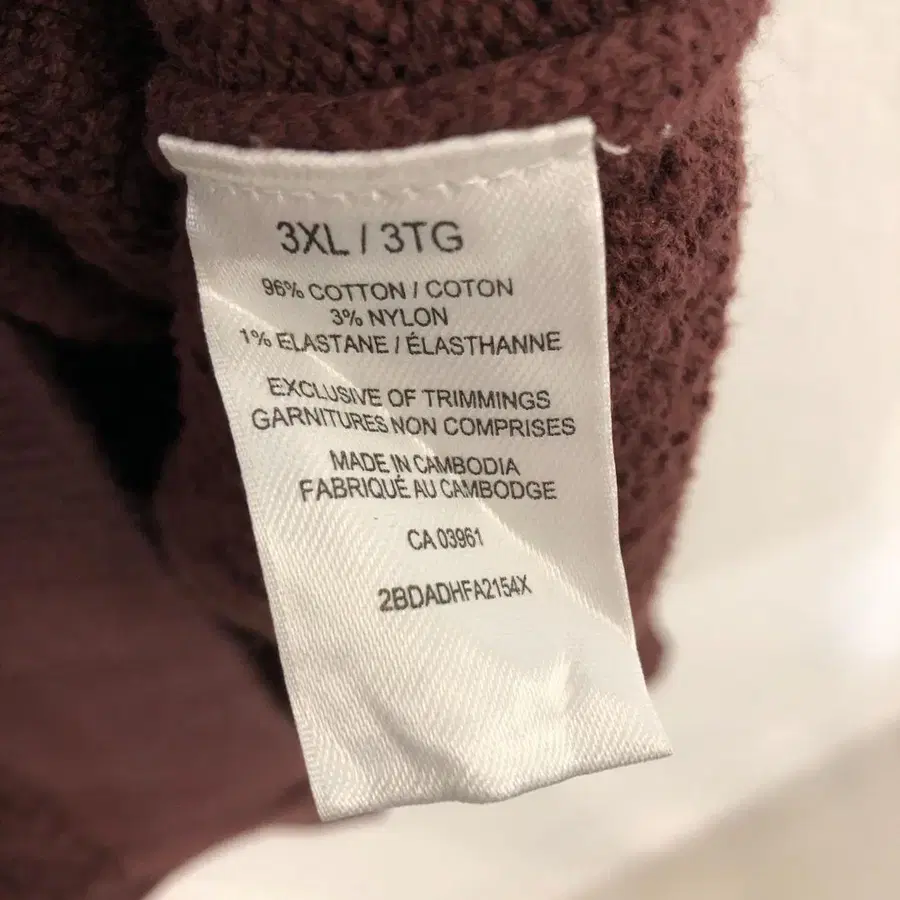 3XL / 3TG
96% COTTON / COTON
3% NYLON
1% ELASTANE / ÉLASTHANNE
EXCLUSIVE OF TRIMMINGS
GARNITURES NON COMPRISES
MADE IN CAMBODIA
FABRIQUÉ AU CAMBODGE
CA 03961
2BDADHFA2154X